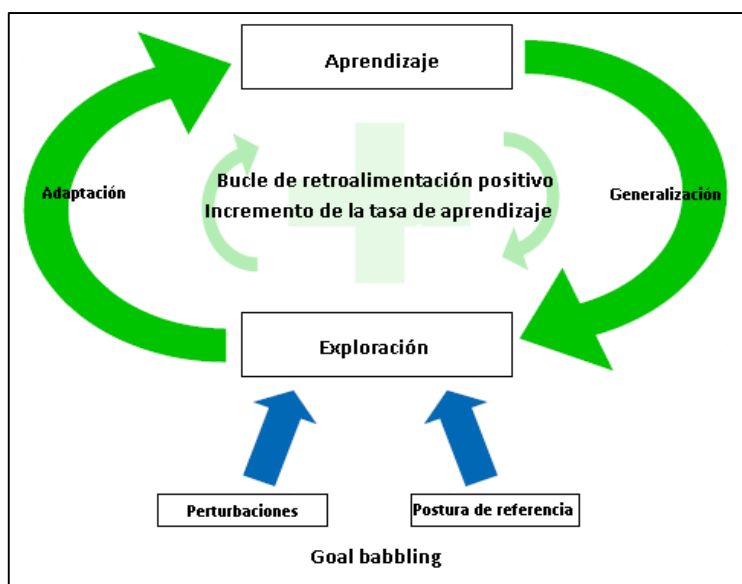 Aprendizaje
Adaptación
Bucle de retroalimentación positivo
Incremento de la tasa de aprendizaje
Generalización
Exploración
Perturbaciones
Postura de referencia
Goal babbling